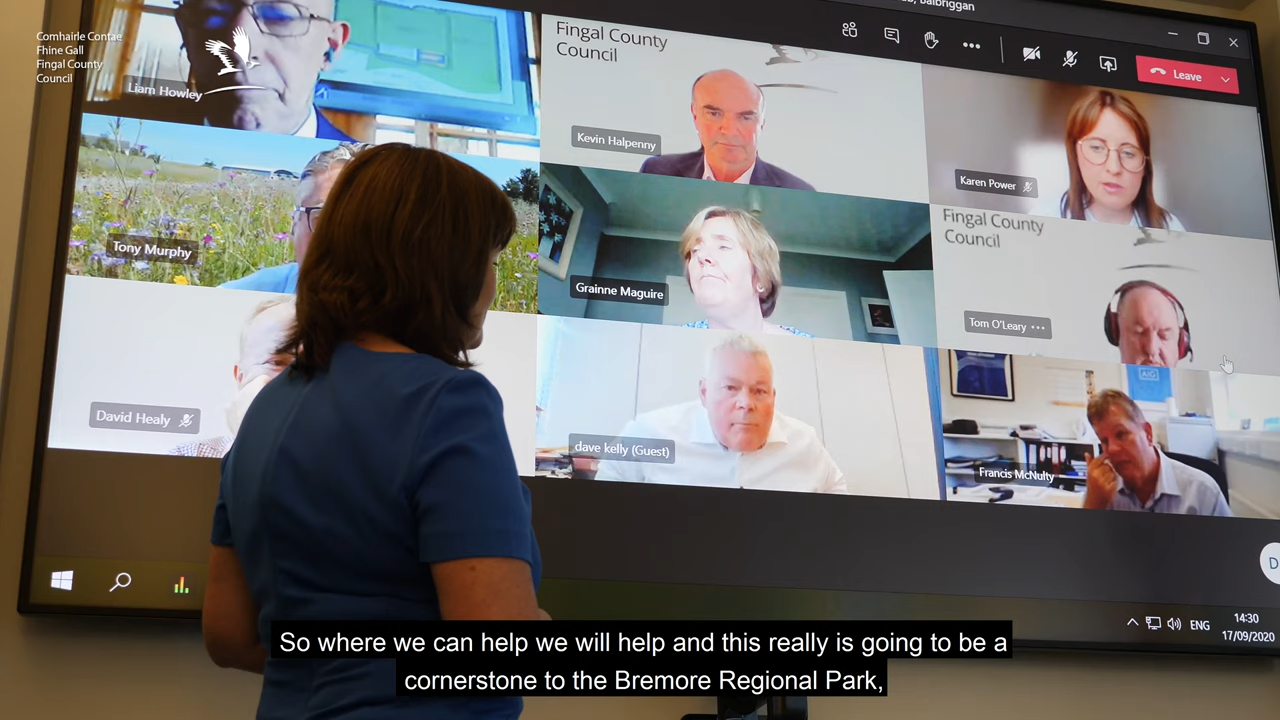 Comhairle Contae
Fhine Gall
Fingal County
Council
Balbriggan
Leave
Liam Howley
Fingal County
Council
Kevin Halpenny
Karen Power
Tony Murphy
Grainne Maguire
Fingal County
Council
Tom O'Leary
David Healy
dave kelly (Guest)
AIG
Francis McNulty
D
ENG
14:30
17/09/2020
So where we can help we will help and this really is going to be a
cornerstone to the Bremore Regional Park,